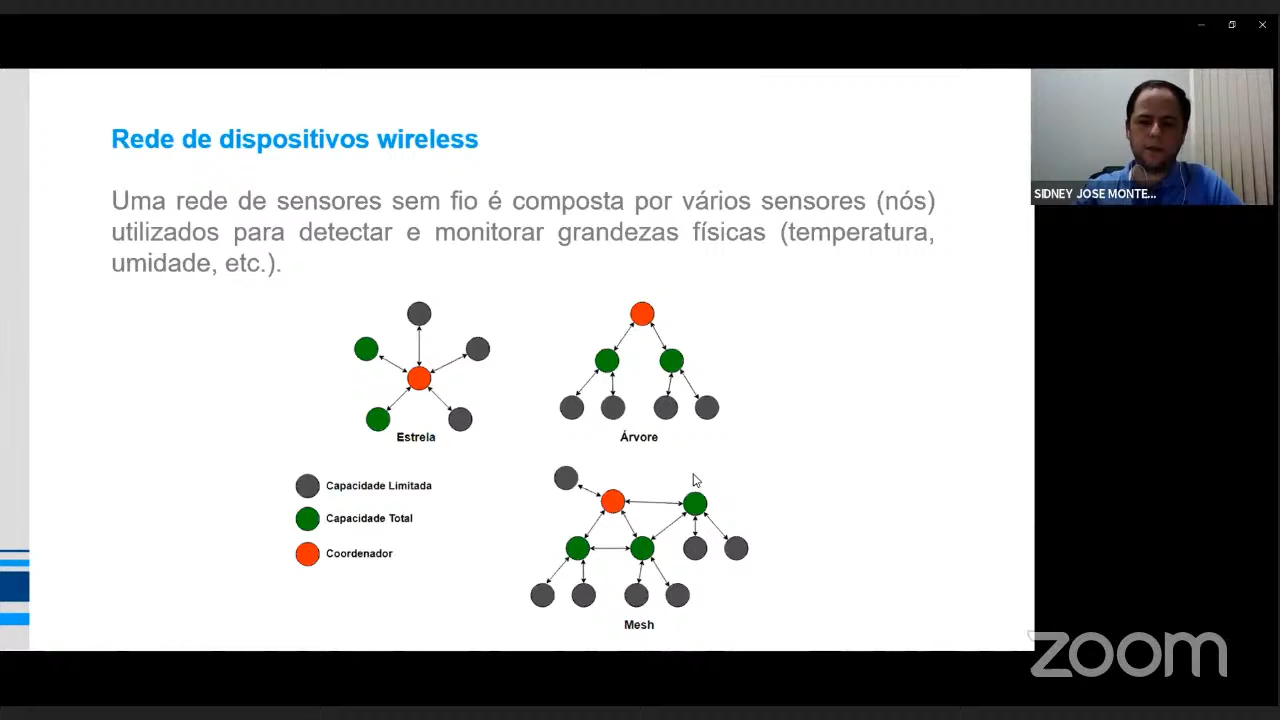 Rede de dispositivos wireless
Uma rede de sensores sem fio é composta por vários sensores (nós)
utilizados para detectar e monitorar grandezas físicas (temperatura,
umidade, etc.).
SIDNEY JOSE MONTE...
Estrela
Árvore
Capacidade Limitada
Capacidade Total
Coordenador
Mesh
zoom